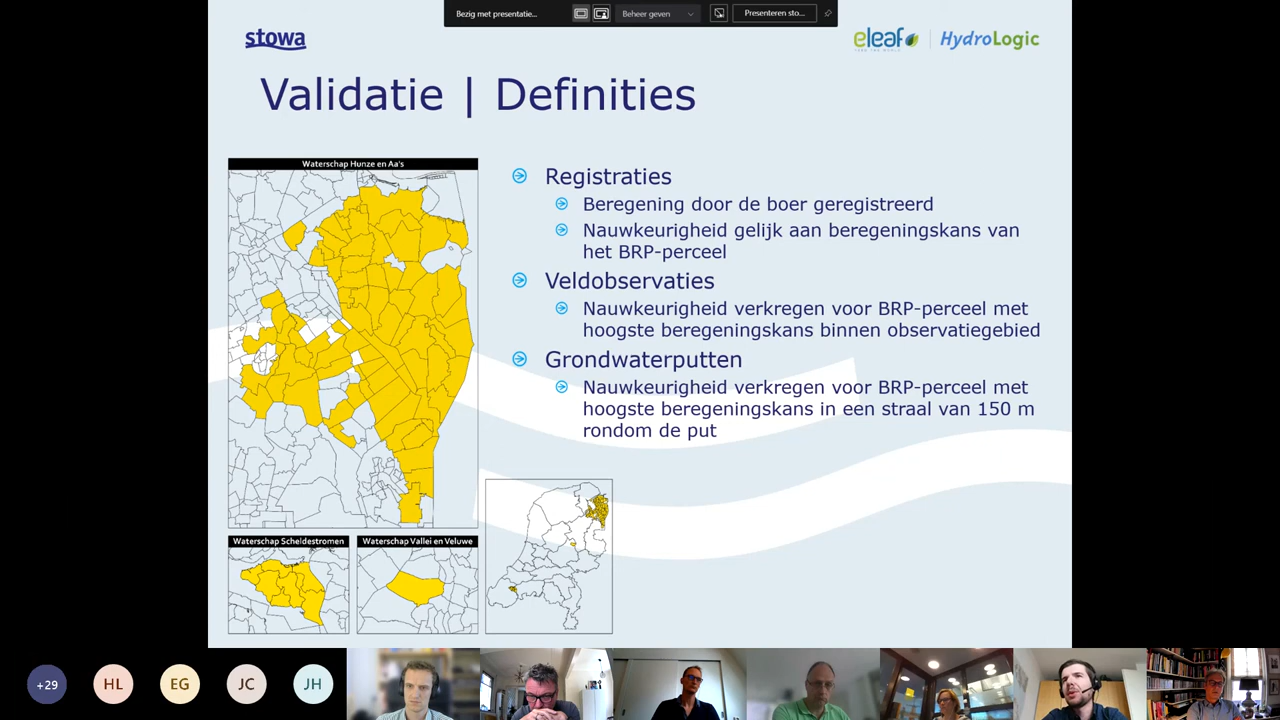 Bezig met presentatie...
Beheer geven
Presenteren sto...
stowa
eleaf
HydroLogic
Validatie | Definities
Waterschap Hunze en Aa's
Registraties
Beregening door de boer geregistreerd
Nauwkeurigheid gelijk aan beregeningskans van
het BRP-perceel
Veldobservaties
Nauwkeurigheid verkregen voor BRP-perceel met
hoogste beregeningskans binnen observatiegebied
Grondwaterputten
Nauwkeurigheid verkregen voor BRP-perceel met
hoogste beregeningskans in een straal van 150 m
rondom de put
Waterschap Scheldestromen
Waterschap Vallei en Veluwe
+29
HL
EG
JC
JH